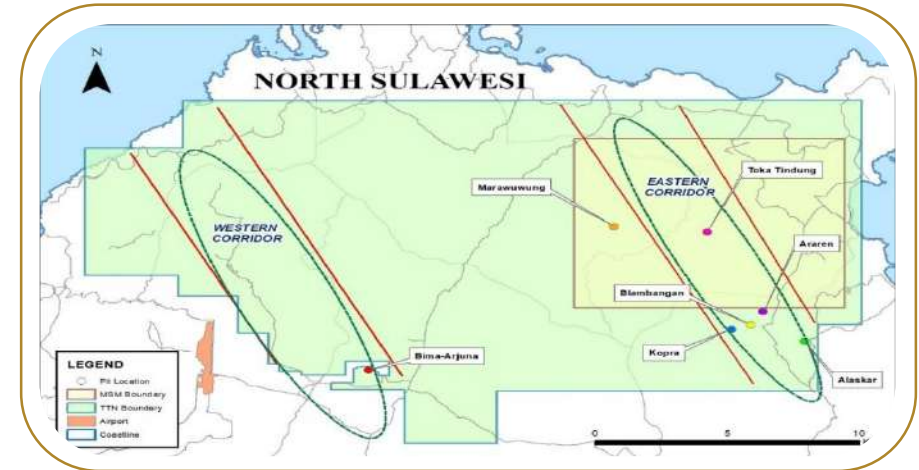 N
NORTH SULAWESI
Toka Tindung
EASTERN
CORRIDOR
Marawuwung
WESTERN
CORRIDOR
Araren
Blambangan
Kopra
Bima-Arjuna
Alaskar
LEGEND
Pit Location
MSM Boundary
TTN Boundary
Airport
Coastline
0 5 10